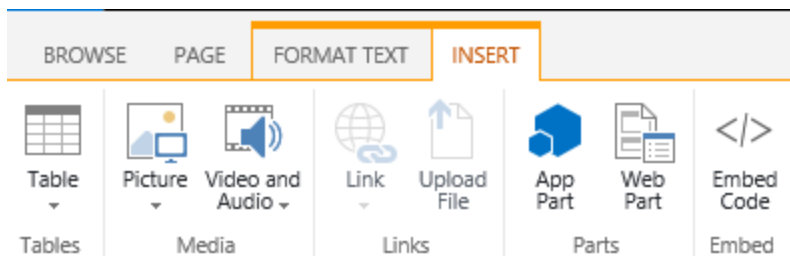 BROWSE PAGE FORMAT TEXT INSERT
</>
Table Picture Video and Audio Link Upload File App Part Web Part Embed Code
Tables Media Links Parts Embed